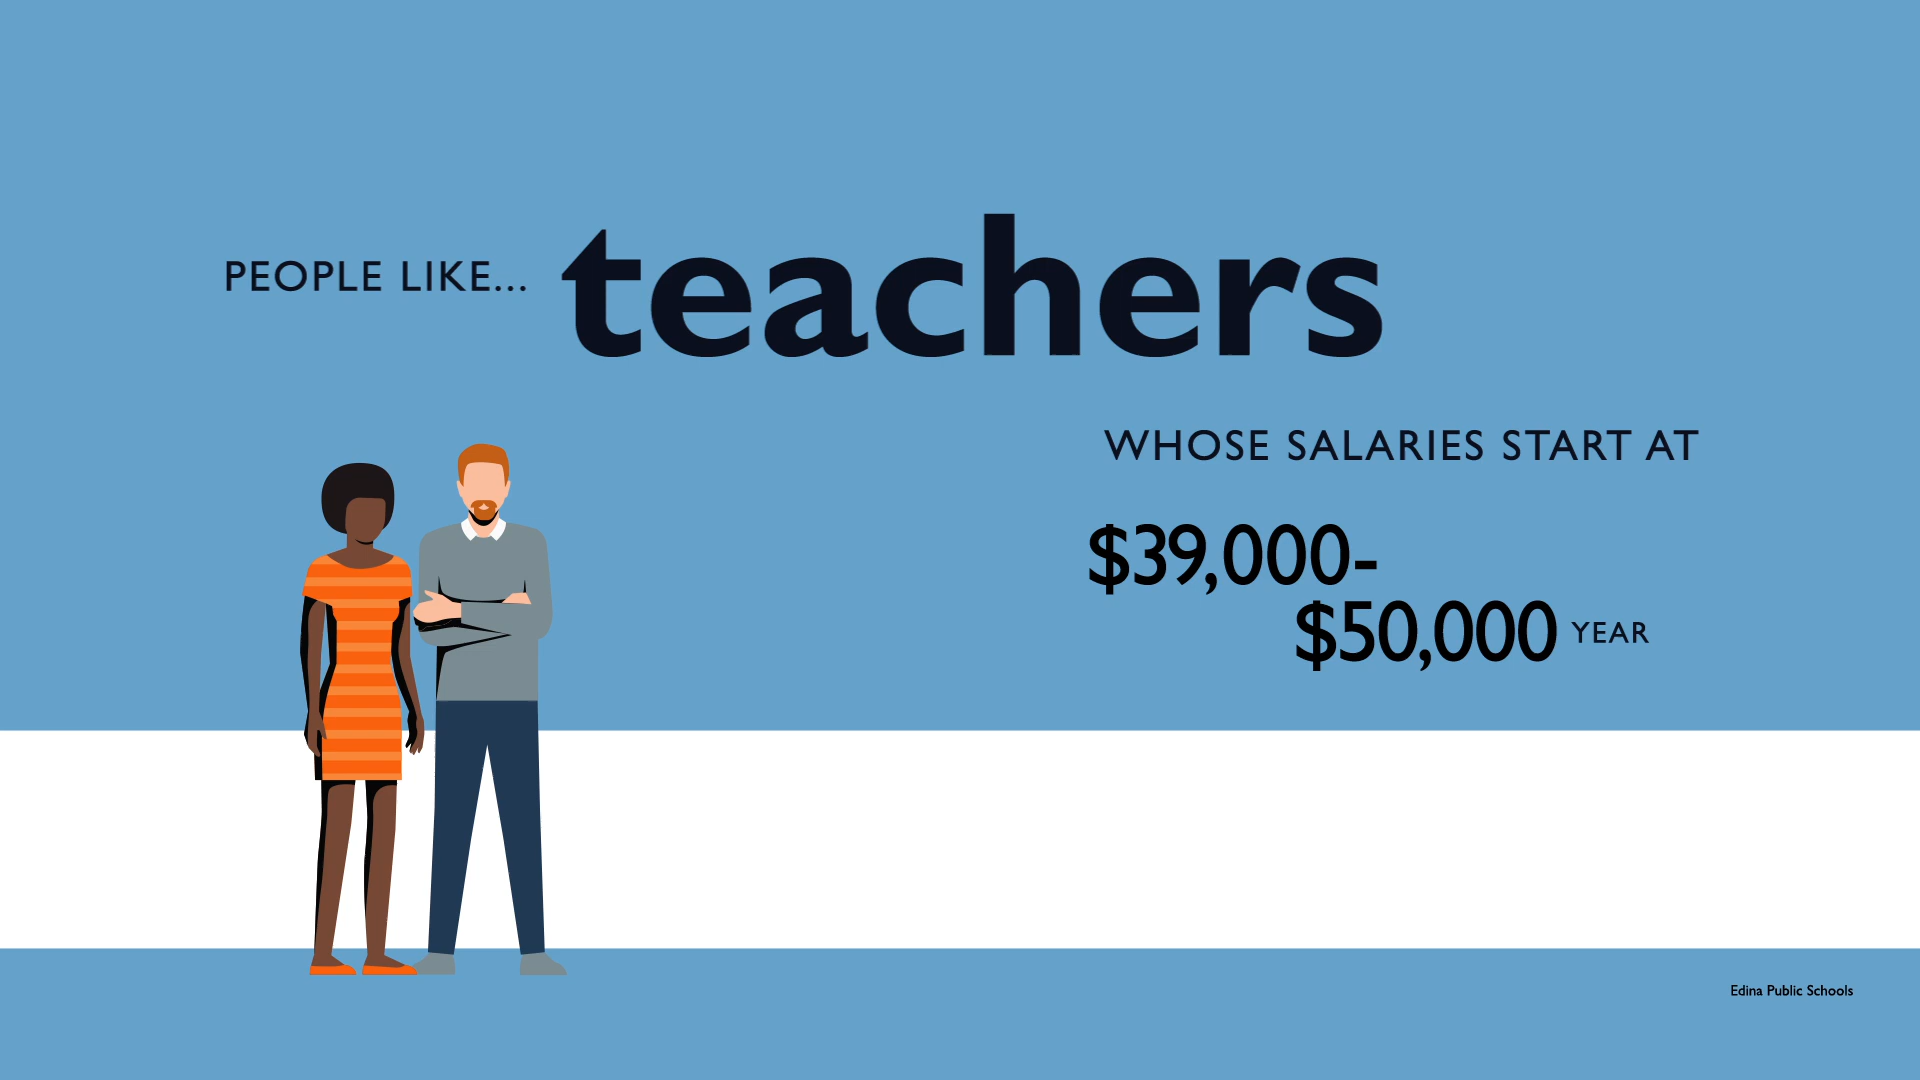 PEOPLE LIKE... teachers
WHOSE SALARIES START AT
$39,000-
$50,000 YEAR
Edina Public Schools